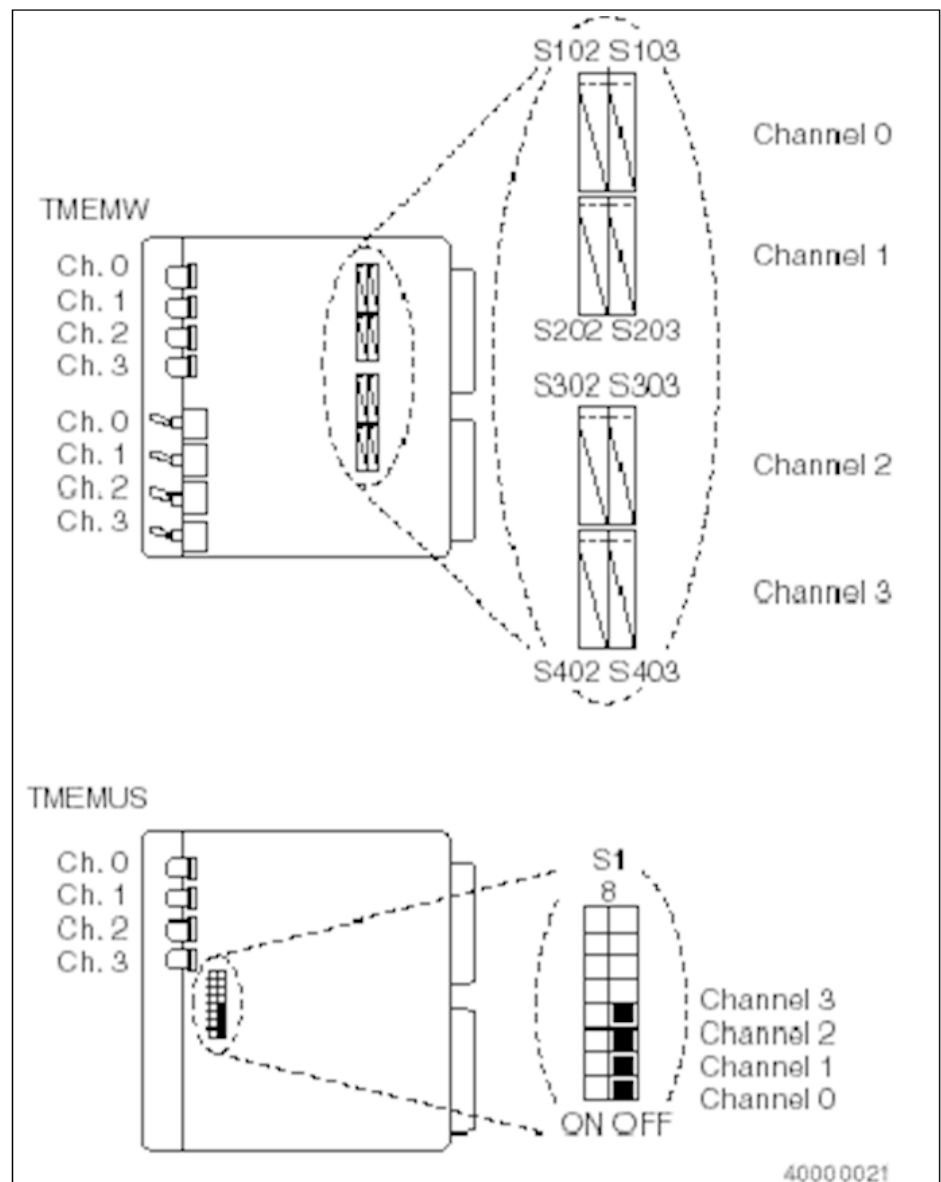 S102 S103
Channel 0
Channel 1
S202 S203
S302 S303
Channel 2
Channel 3
S402 S403
TMEMW
Ch. 0
Ch. 1
Ch. 2
Ch. 3
Ch. 0
Ch. 1
Ch. 2
Ch. 3
TMEMUS
Ch. 0
Ch. 1
Ch. 2
Ch. 3
S1
8
Channel 3
Channel 2
Channel 1
Channel 0
ON OFF
40000021